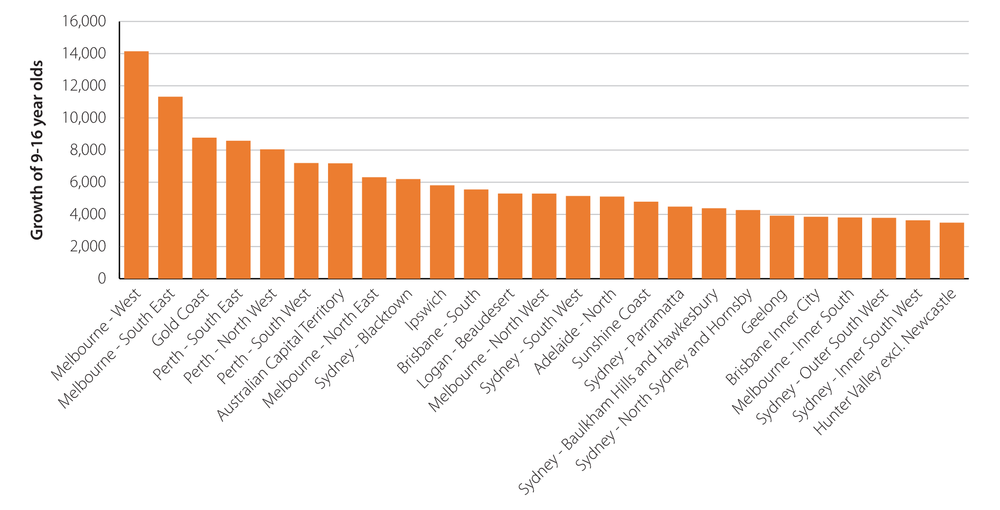 Growth of 9-16 year olds
16,000
14,000
12,000
10,000
8,000
6,000
4,000
2,000
0
Melbourne - West
Melbourne - South East
Gold Coast
Perth - South East
Perth - North West
Perth - South West
Australian Capital Territory
Melbourne - North East
Sydney - Blacktown
Ipswich
Brisbane - South
Logan - Beaudesert
Melbourne - North West
Sydney - South West
Adelaide - North
Sunshine Coast
Sydney - Parramatta
Sydney - Baulkham Hills and Hawkesbury
Sydney - North Sydney and Hornsby
Geelong
Brisbane Inner City
Melbourne - Inner South
Sydney - Outer South West
Sydney - Inner South West
Hunter Valley excl. Newcastle